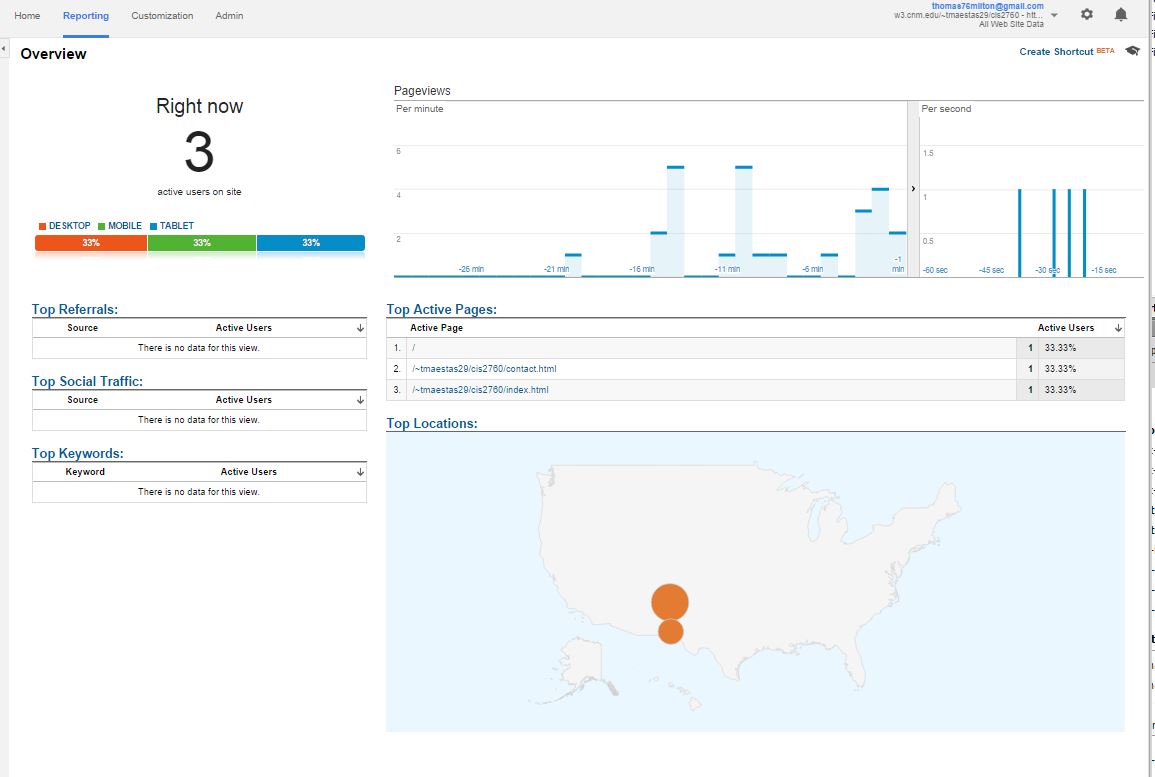 Home Reporting Customization Admin
thomas76milton@gmail.com
w3.cnm.edu/~tmaestas29/cis2760 - htt...
All Web Site Data
Overview
Create Shortcut BETA
Right now
3
active users on site
DESKTOP MOBILE TABLET
33% 33% 33%
Pageviews
Per minute
6
4
2
-26 min -21 min -16 min -11 min -6 min -1 min
Per second
1.5
1
0.5
-60 sec -45 sec -30 sec -15 sec
Top Referrals:
Source Active Users
There is no data for this view.
Top Social Traffic:
Source Active Users
There is no data for this view.
Top Keywords:
Keyword Active Users
There is no data for this view.
Top Active Pages:
Active Page Active Users
1. / 1 33.33%
2. /~tmaestas29/cis2760/contact.html 1 33.33%
3. /~tmaestas29/cis2760/index.html 1 33.33%
Top Locations: